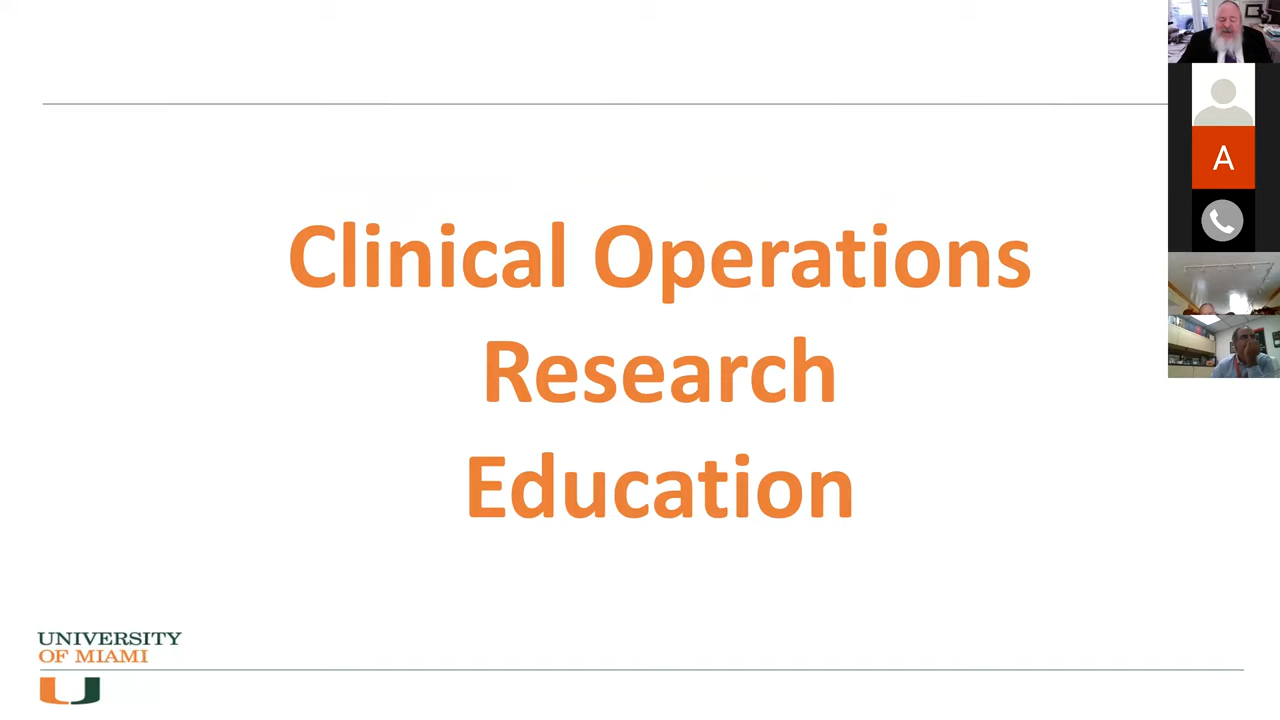 Clinical Operations
Research
Education
A
UNIVERSITY
OF MIAMI